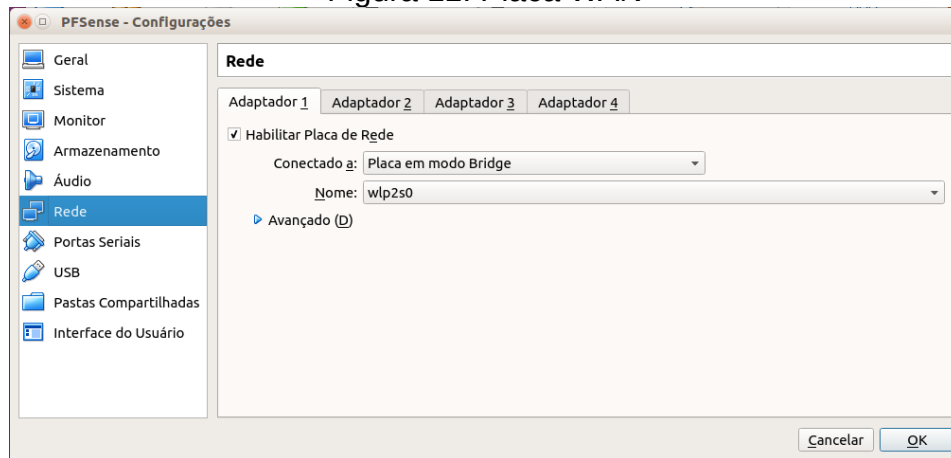 PFSense - Configurações
Geral
Sistema
Monitor
Armazenamento
Áudio
Rede
Portas Seriais
USB
Pastas Compartilhadas
Interface do Usuário
Rede
Adaptador 1 Adaptador 2 Adaptador 3 Adaptador 4
Habilitar Placa de Rede
Conectado a: Placa em modo Bridge
Nome: wlp2s0
Avançado (D)
Cancelar OK